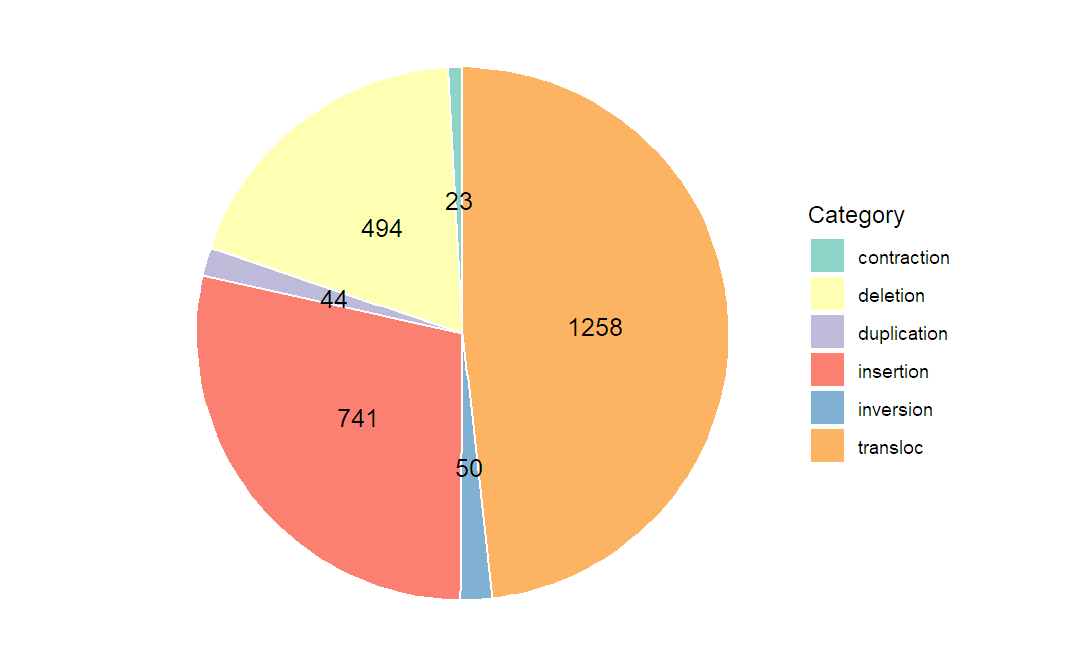 23
494
44
1258
741
50
Category
contraction
deletion
duplication
insertion
inversion
transloc